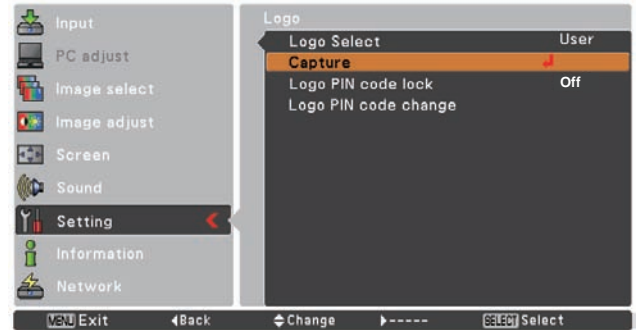 Input
PC adjust
Image select
Image adjust
Screen
Sound
Setting
Information
Network
Logo
Logo Select User
Capture
Logo PIN code lock Off
Logo PIN code change
MENU Exit Back Change ----- SELECT Select